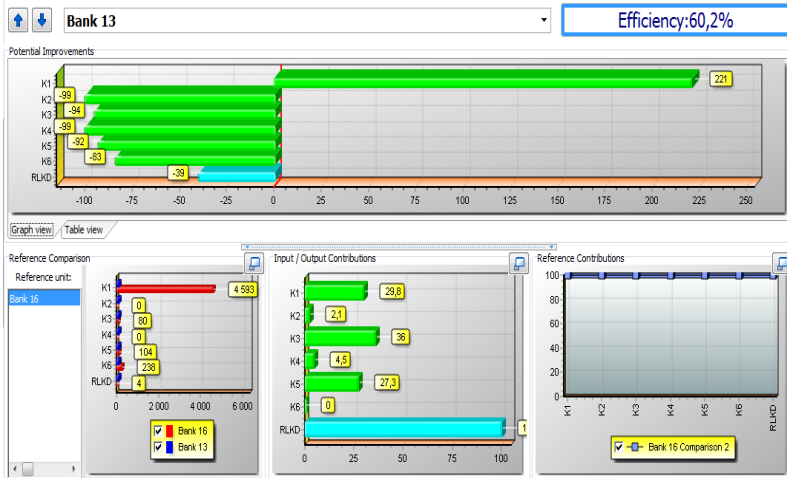 Bank 13
Efficiency:60,2%
Potential Improvements
K1 221
K2 -99
K3 -94
K4 -99
K5 -92
K6 -83
RLKD -39
-100 -75 -50 -25 0 25 50 75 100 125 150 175 200 225 250
Graph view Table view
Reference Comparison
Reference unit:
Bank 16
K1 4 593
K2 0
K3 80
K4 0
K5 104
K6 238
RLKD 4
0 2 000 4 000 6 000
Bank 16
Bank 13
Input / Output Contributions
K1 29,8
K2 2,1
K3 36
K4 4,5
K5 27,3
K6 0
RLKD 1
0 25 50 75 100
Reference Contributions
100
80
60
40
20
0
K1 K2 K3 K4 K5 K6 RLKD
Bank 16 Comparison 2